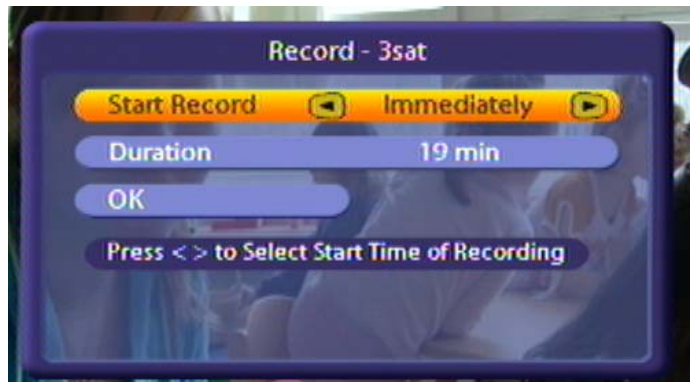 Record - 3sat
Start Record Immediately
Duration 19 min
OK
Press < > to Select Start Time of Recording